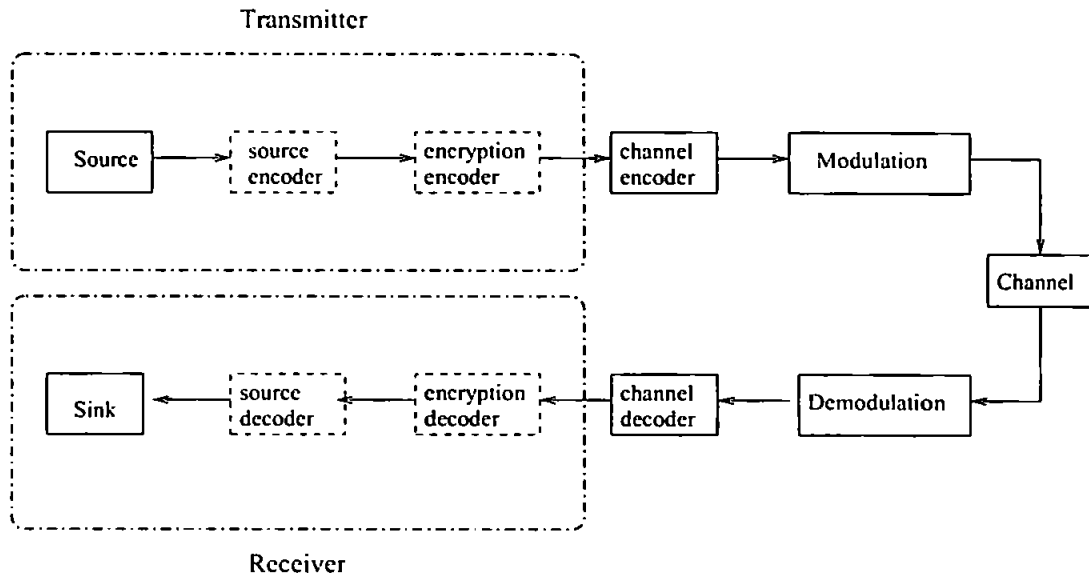 Transmitter
Source
source
encoder
encryption
encoder
channel
encoder
Modulation
Channel
Sink
source
decoder
encryption
decoder
channel
decoder
Demodulation
Receiver